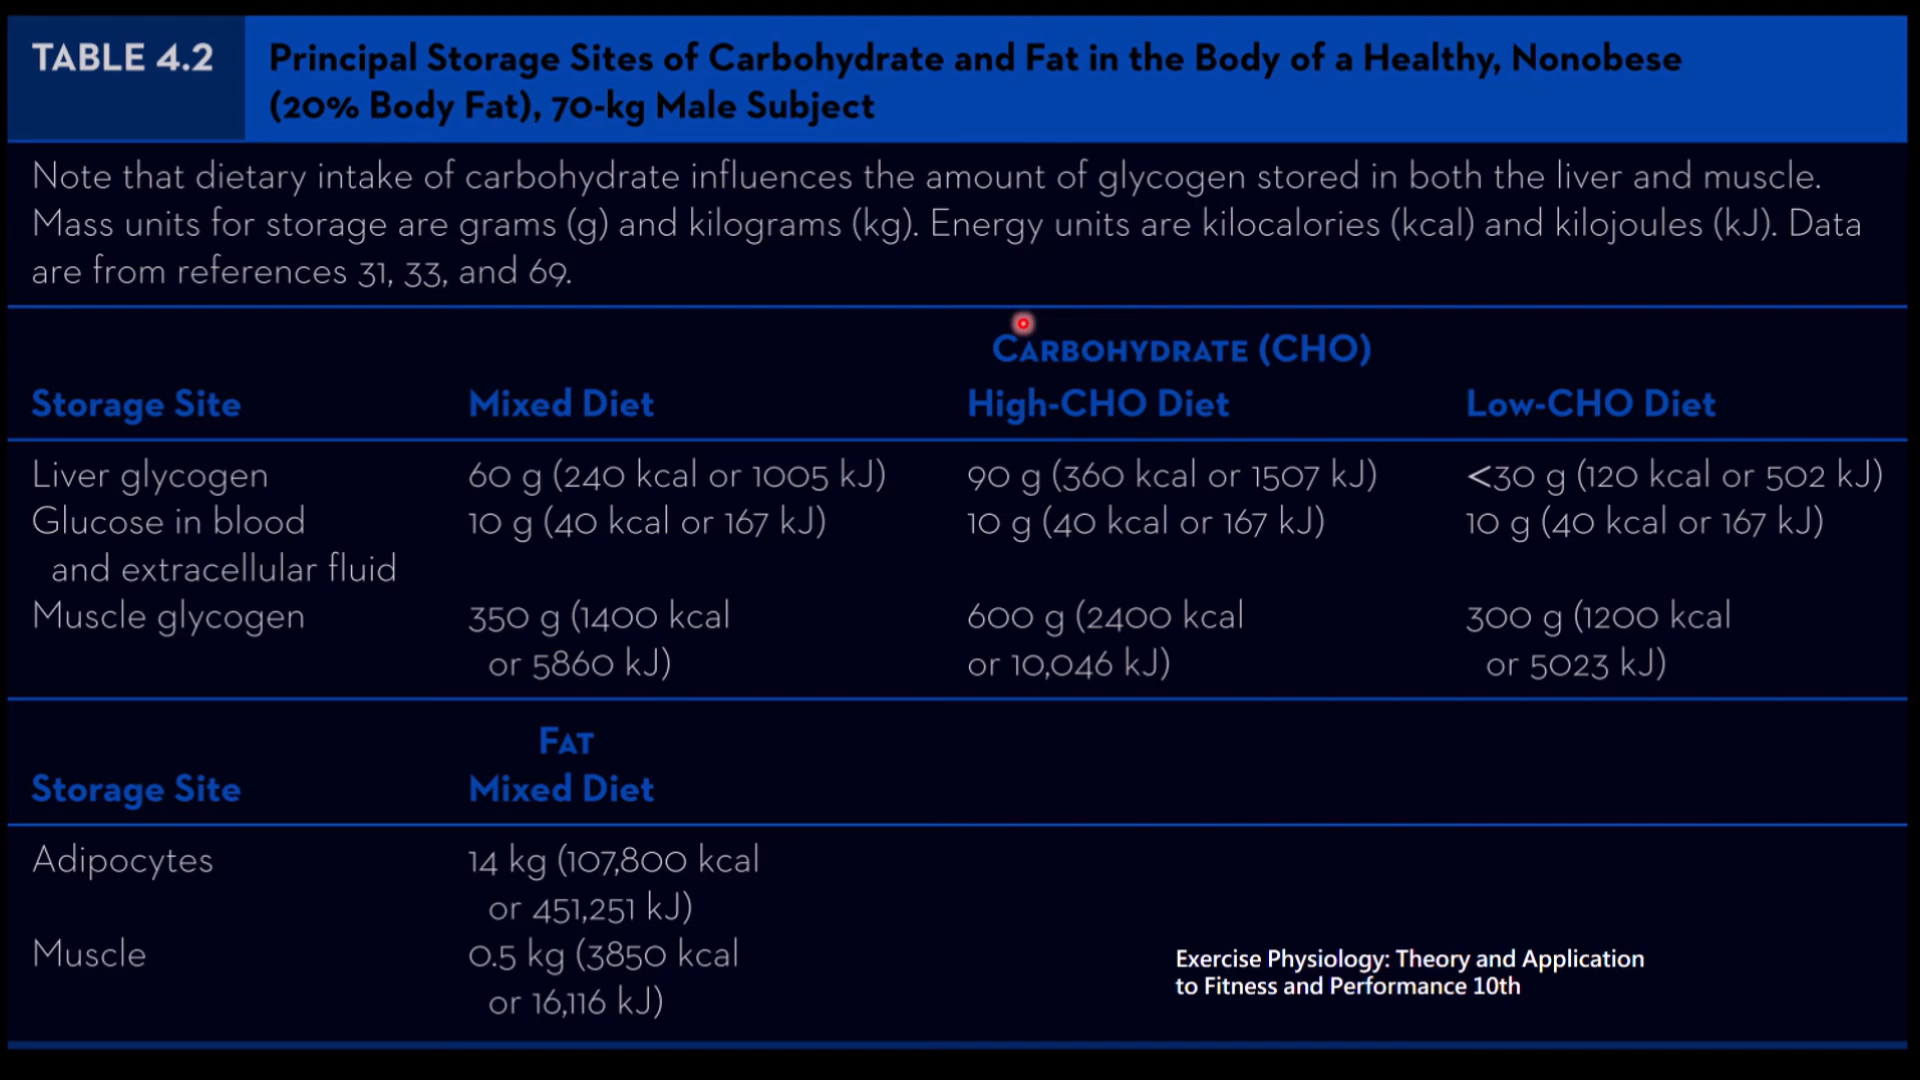 TABLE 4.2
Principal Storage Sites of Carbohydrate and Fat in the Body of a Healthy, Nonobese
(20% Body Fat), 70-kg Male Subject
Note that dietary intake of carbohydrate influences the amount of glycogen stored in both the liver and muscle.
Mass units for storage are grams (g) and kilograms (kg). Energy units are kilocalories (kcal) and kilojoules (kJ). Data
are from references 31, 33, and 69.
CARBOHYDRATE (CHO)
Storage Site Mixed Diet High-CHO Diet Low-CHO Diet
Liver glycogen 60 g (240 kcal or 1005 kJ) 90 g (360 kcal or 1507 kJ) <30 g (120 kcal or 502 kJ)
Glucose in blood 10 g (40 kcal or 167 kJ) 10 g (40 kcal or 167 kJ) 10 g (40 kcal or 167 kJ)
and extracellular fluid
Muscle glycogen 350 g (1400 kcal 600 g (2400 kcal 300 g (1200 kcal
or 5860 kJ) or 10,046 kJ) or 5023 kJ)
FAT
Storage Site Mixed Diet
Adipocytes 14 kg (107,800 kcal
or 451,251 kJ)
Muscle 0.5 kg (3850 kcal
or 16,116 kJ)
Exercise Physiology: Theory and Application
to Fitness and Performance 10th